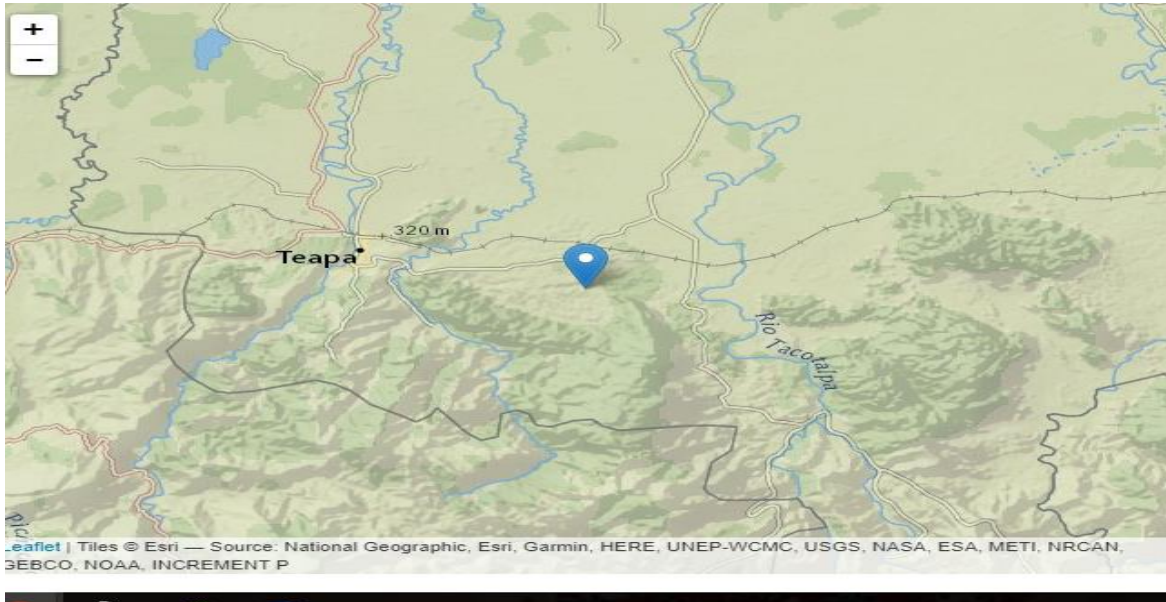 +
−
320 m
Teapa
Rio Tacotalpa
Leaflet | Tiles © Esri — Source: National Geographic, Esri, Garmin, HERE, UNEP-WCMC, USGS, NASA, ESA, METI, NRCAN,
GEBCO, NOAA, INCREMENT P